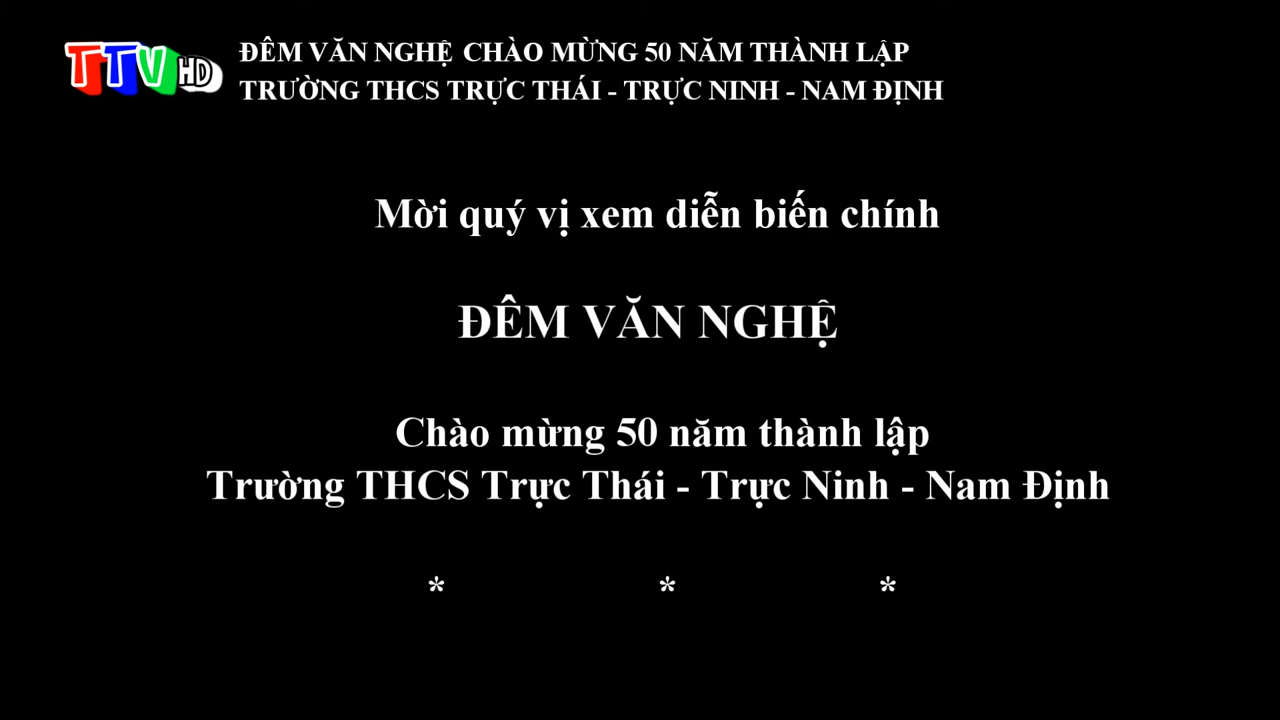 TTV HD
ĐÊM VĂN NGHỆ CHÀO MỪNG 50 NĂM THÀNH LẬP
TRƯỜNG THCS TRỰC THÁI - TRỰC NINH - NAM ĐỊNH
Mời quý vị xem diễn biến chính
ĐÊM VĂN NGHỆ
Chào mừng 50 năm thành lập
Trường THCS Trực Thái - Trực Ninh - Nam Định
* * *